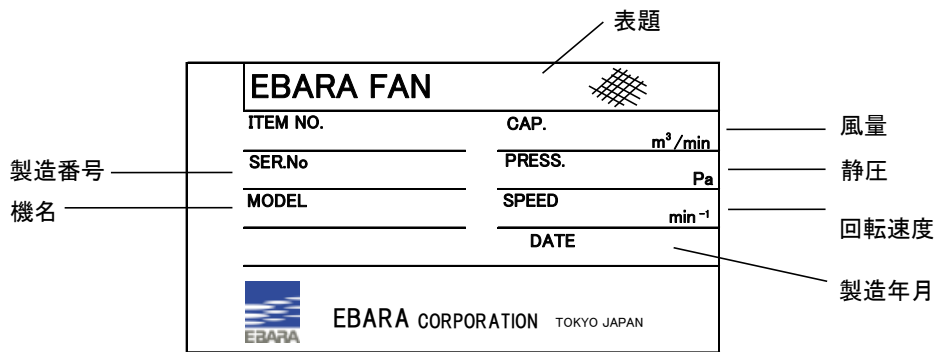 表題
EBARA FAN
ITEM NO.
CAP.
m³/min
風量
製造番号
SER.No
PRESS.
Pa
静圧
機名
MODEL
SPEED
min⁻¹
回転速度
DATE
製造年月
EBARA
EBARA CORPORATION TOKYO JAPAN